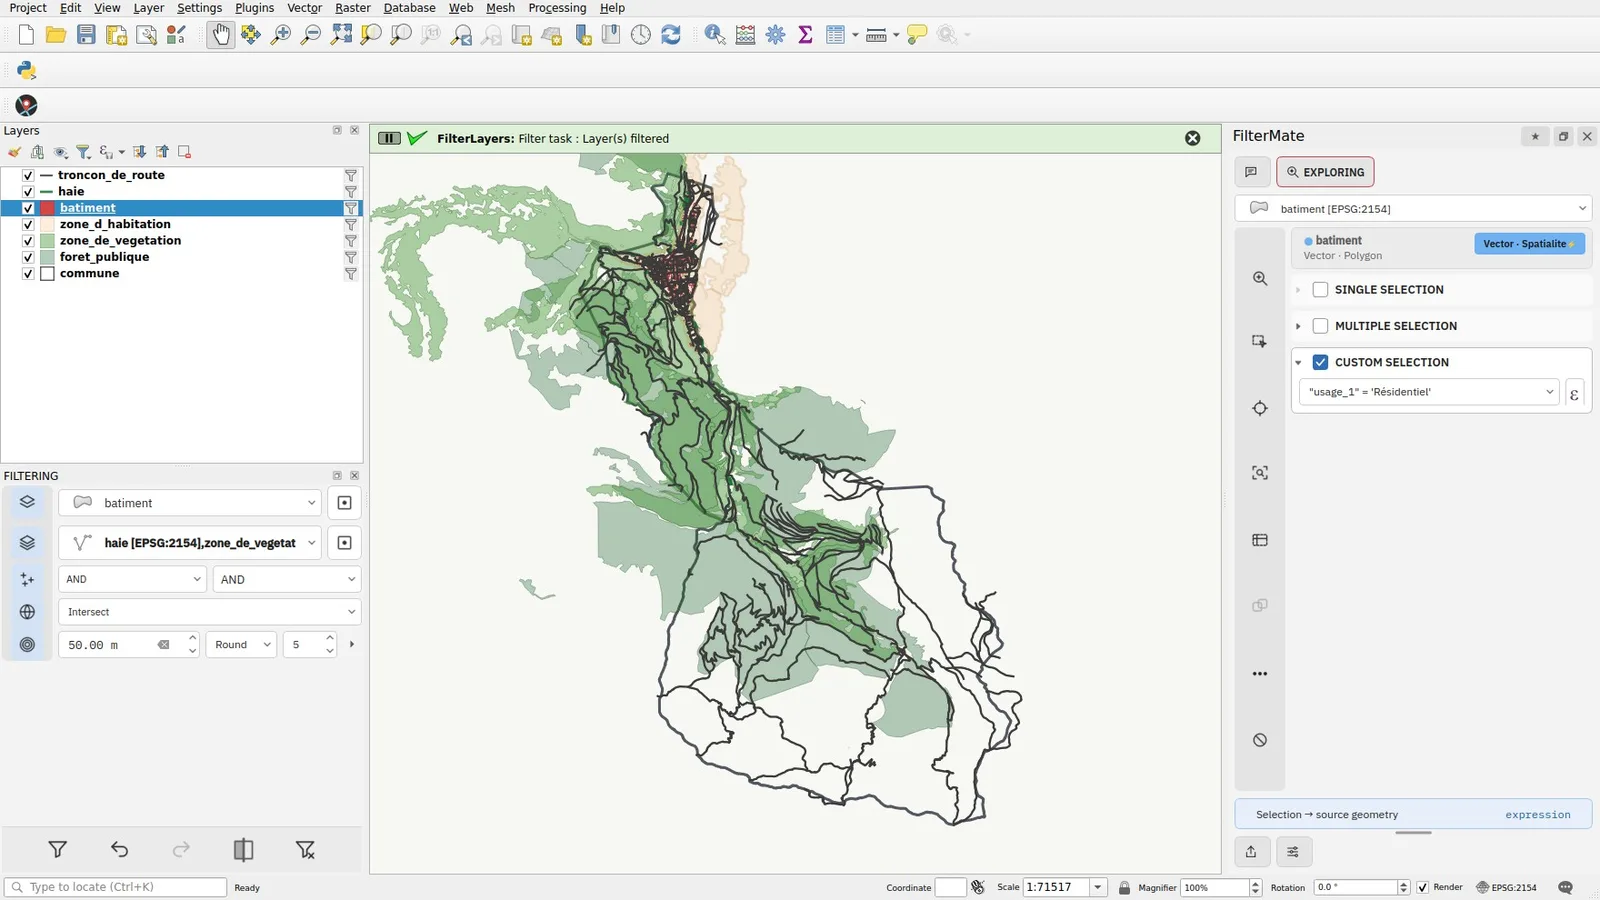 Project Edit View Layer Settings Plugins Vector Raster Database Web Mesh Processing Help
Layers
troncon_de_route
haie
batiment
zone_d_habitation
zone_de_vegetation
foret_publique
commune
FilterLayers: Filter task : Layer(s) filtered
FILTERING
batiment
haie [EPSG:2154],zone_de_vegetat
AND AND
Intersect
50.00 m Round 5
FilterMate
EXPLORING
batiment [EPSG:2154]
batiment
Vector · Polygon
Vector · Spatialite⚡
SINGLE SELECTION
MULTIPLE SELECTION
CUSTOM SELECTION
"usage_1" = 'Résidentiel'
ε
Selection → source geometry expression
Type to locate (Ctrl+K) Ready Coordinate Scale 1:71517 Magnifier 100% Rotation 0.0 ° Render EPSG:2154